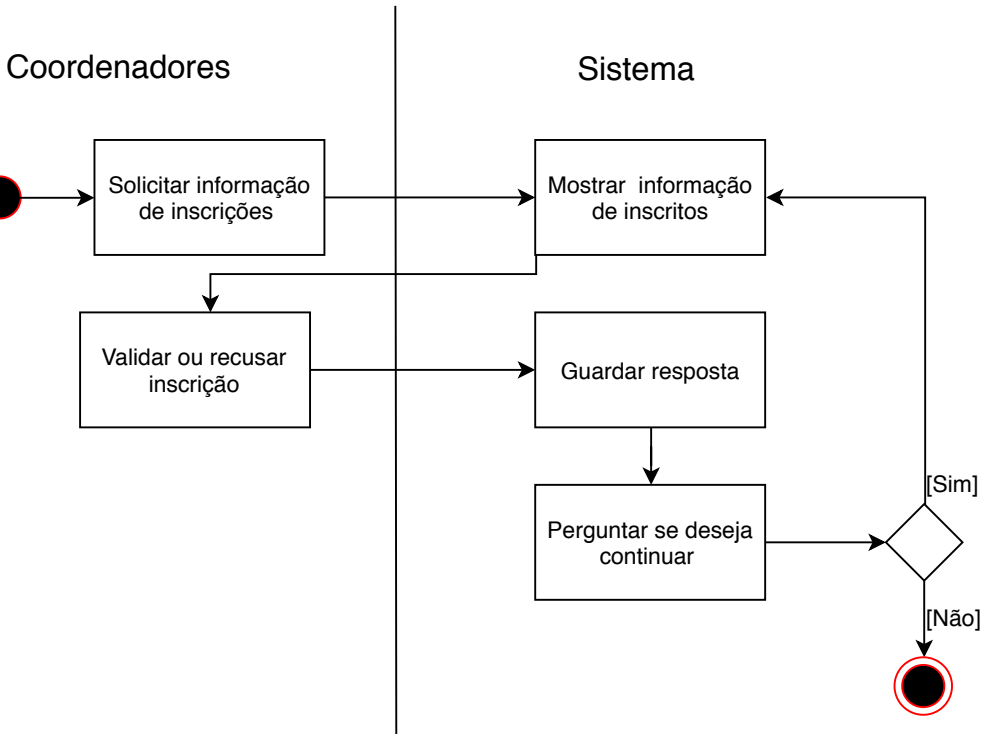 Coordenadores
Sistema
Solicitar informação
de inscrições
Mostrar  informação
de inscritos
Validar ou recusar
inscrição
Guardar resposta
Perguntar se deseja
continuar
[Sim]
[Não]